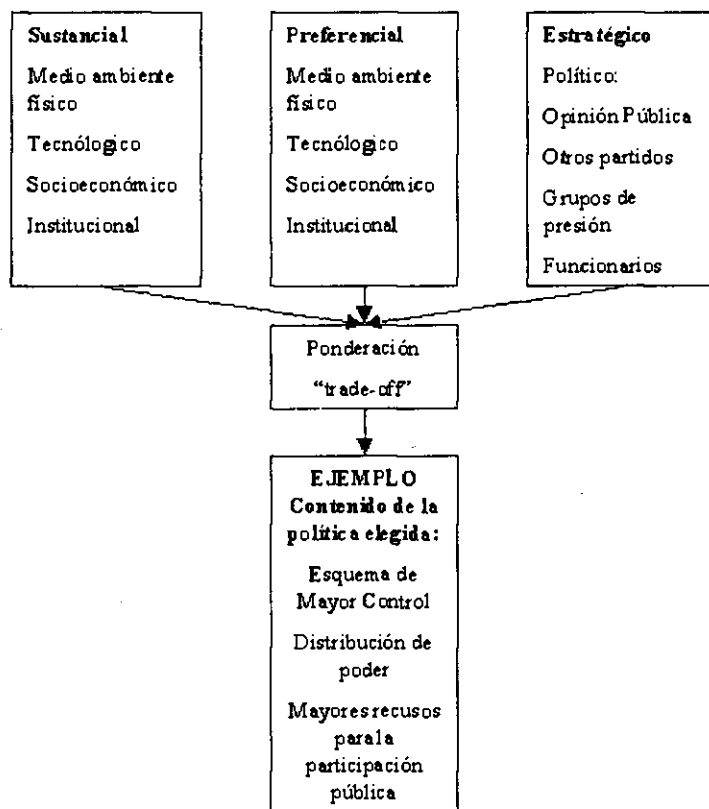 Sustancial
Medio ambiente
físico
Tecnólogico
Socioeconómico
Institucional
Preferencial
Medio ambiente
físico
Tecnólogico
Socioeconómico
Institucional
Estratégico
Político:
Opinión Pública
Otros partidos
Grupos de
presión
Funcionarios
Ponderación
“trade-off”
EJEMPLO
Contenido de la
política elegida:
Esquema de
Mayor Control
Distribución de
poder
Mayores recusos
para la
participación
pública